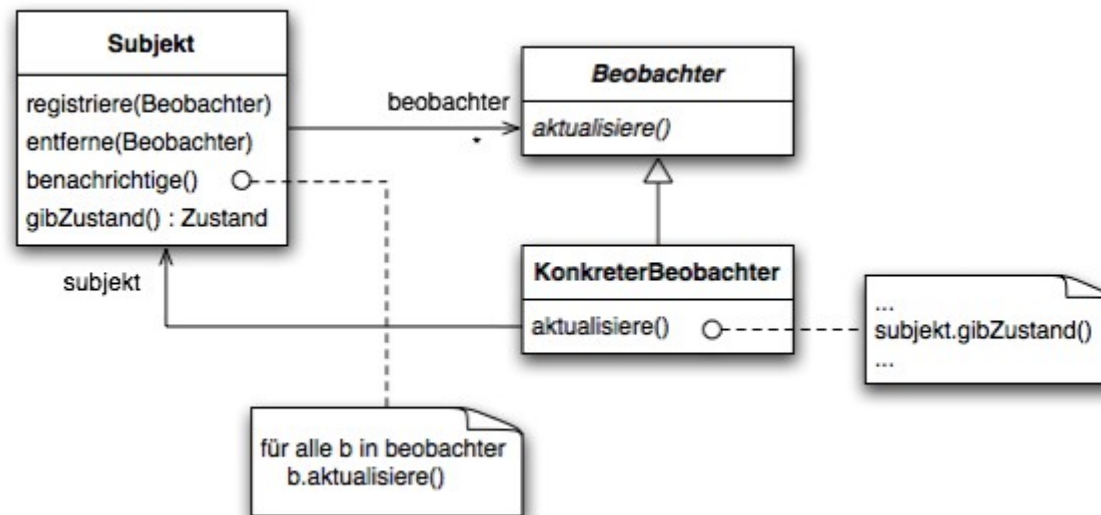 Subjekt
registriere(Beobachter)
entferne(Beobachter)
benachrichtige()
gibZustand() : Zustand
beobachter
*
Beobachter
aktualisiere()
subjekt
KonkreterBeobachter
aktualisiere()
...
subjekt.gibZustand()
...
für alle b in beobachter
b.aktualisiere()